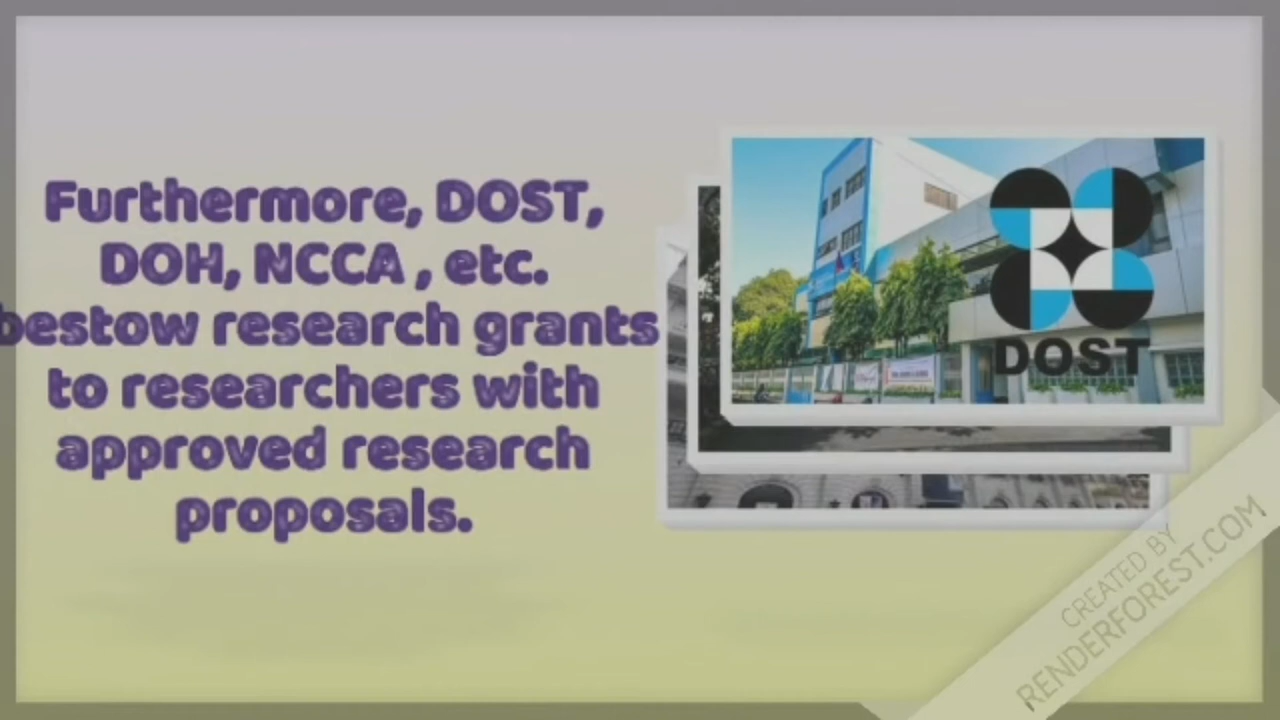 Furthermore, DOST,
DOH, NCCA , etc.
bestow research grants
to researchers with
approved research
proposals.
DOST
CREATED BY
RENDERFOREST.COM